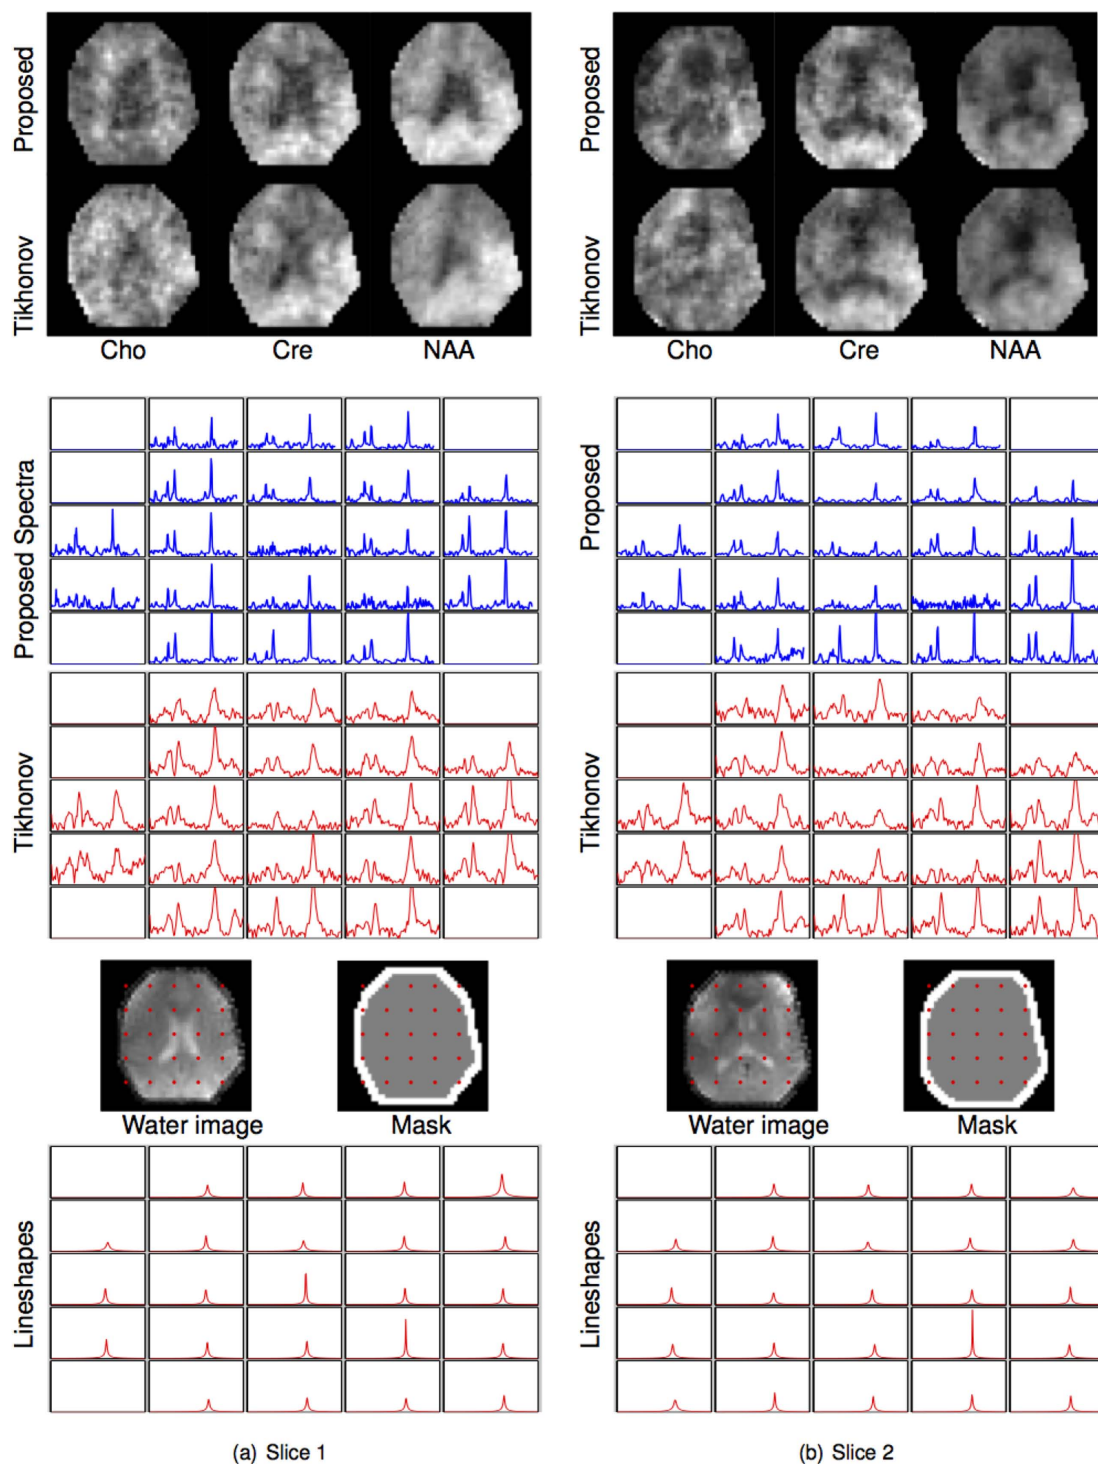 Proposed
Tikhonov
Cho
Cre
NAA
Proposed Spectra
Tikhonov
Water image
Mask
Lineshapes
(a) Slice 1
Proposed
Tikhonov
Cho
Cre
NAA
Proposed
Tikhonov
Water image
Mask
Lineshapes
(b) Slice 2